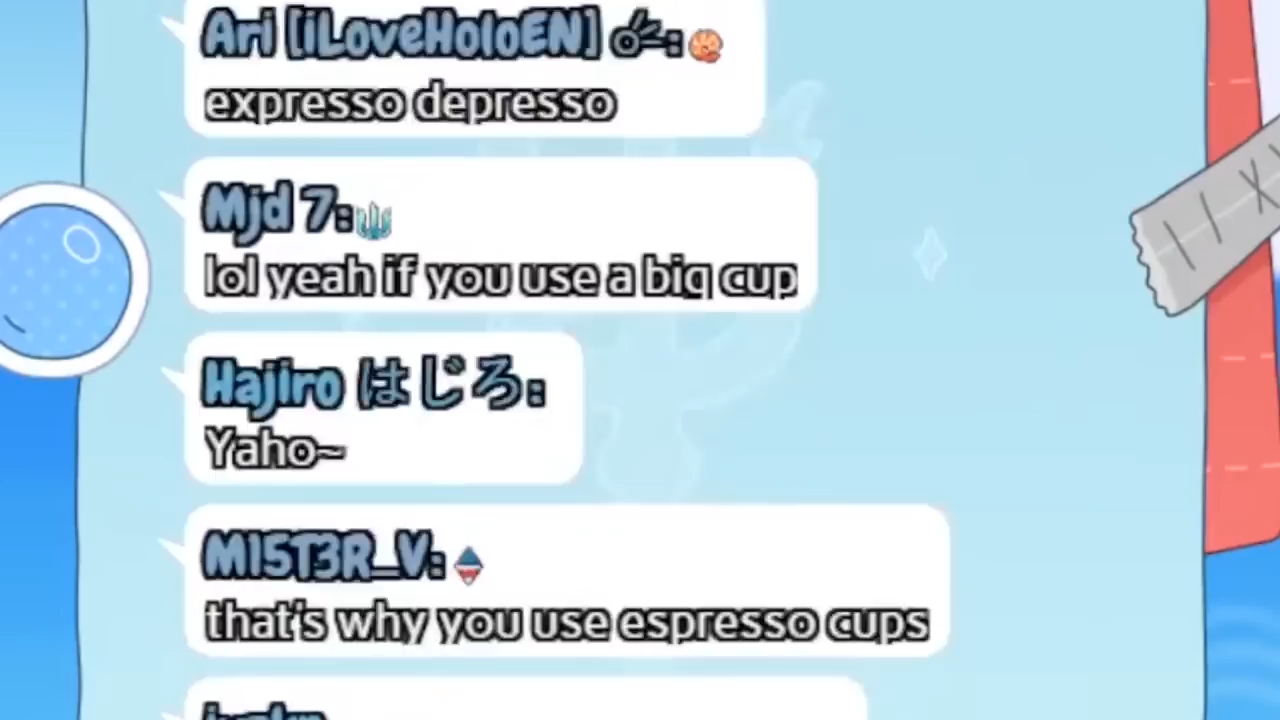 Ari [iLoveHoloEN] :
expresso depresso
Mjd 7:
lol yeah if you use a big cup
Hajiro はじろ:
Yaho~
M15T3R_V:
that's why you use espresso cups